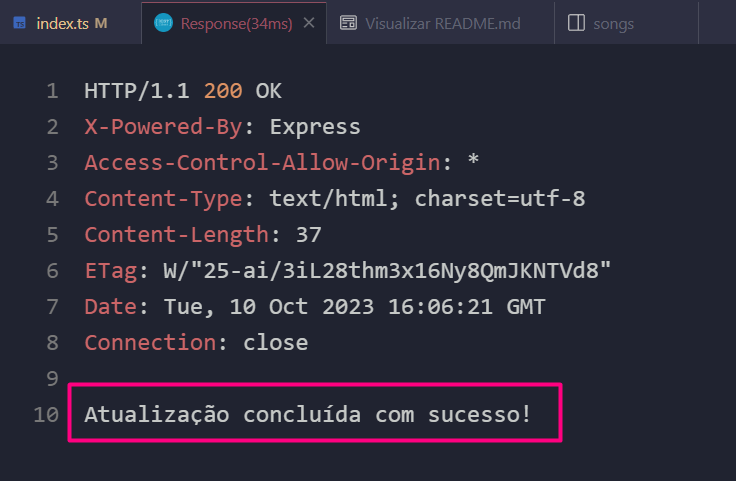 index.ts M
Response(34ms)
Visualizar README.md
songs
1 HTTP/1.1 200 OK
2 X-Powered-By: Express
3 Access-Control-Allow-Origin: *
4 Content-Type: text/html; charset=utf-8
5 Content-Length: 37
6 ETag: W/"25-ai/3iL28thm3x16Ny8QmJKNTVd8"
7 Date: Tue, 10 Oct 2023 16:06:21 GMT
8 Connection: close
9
10 Atualização concluída com sucesso!